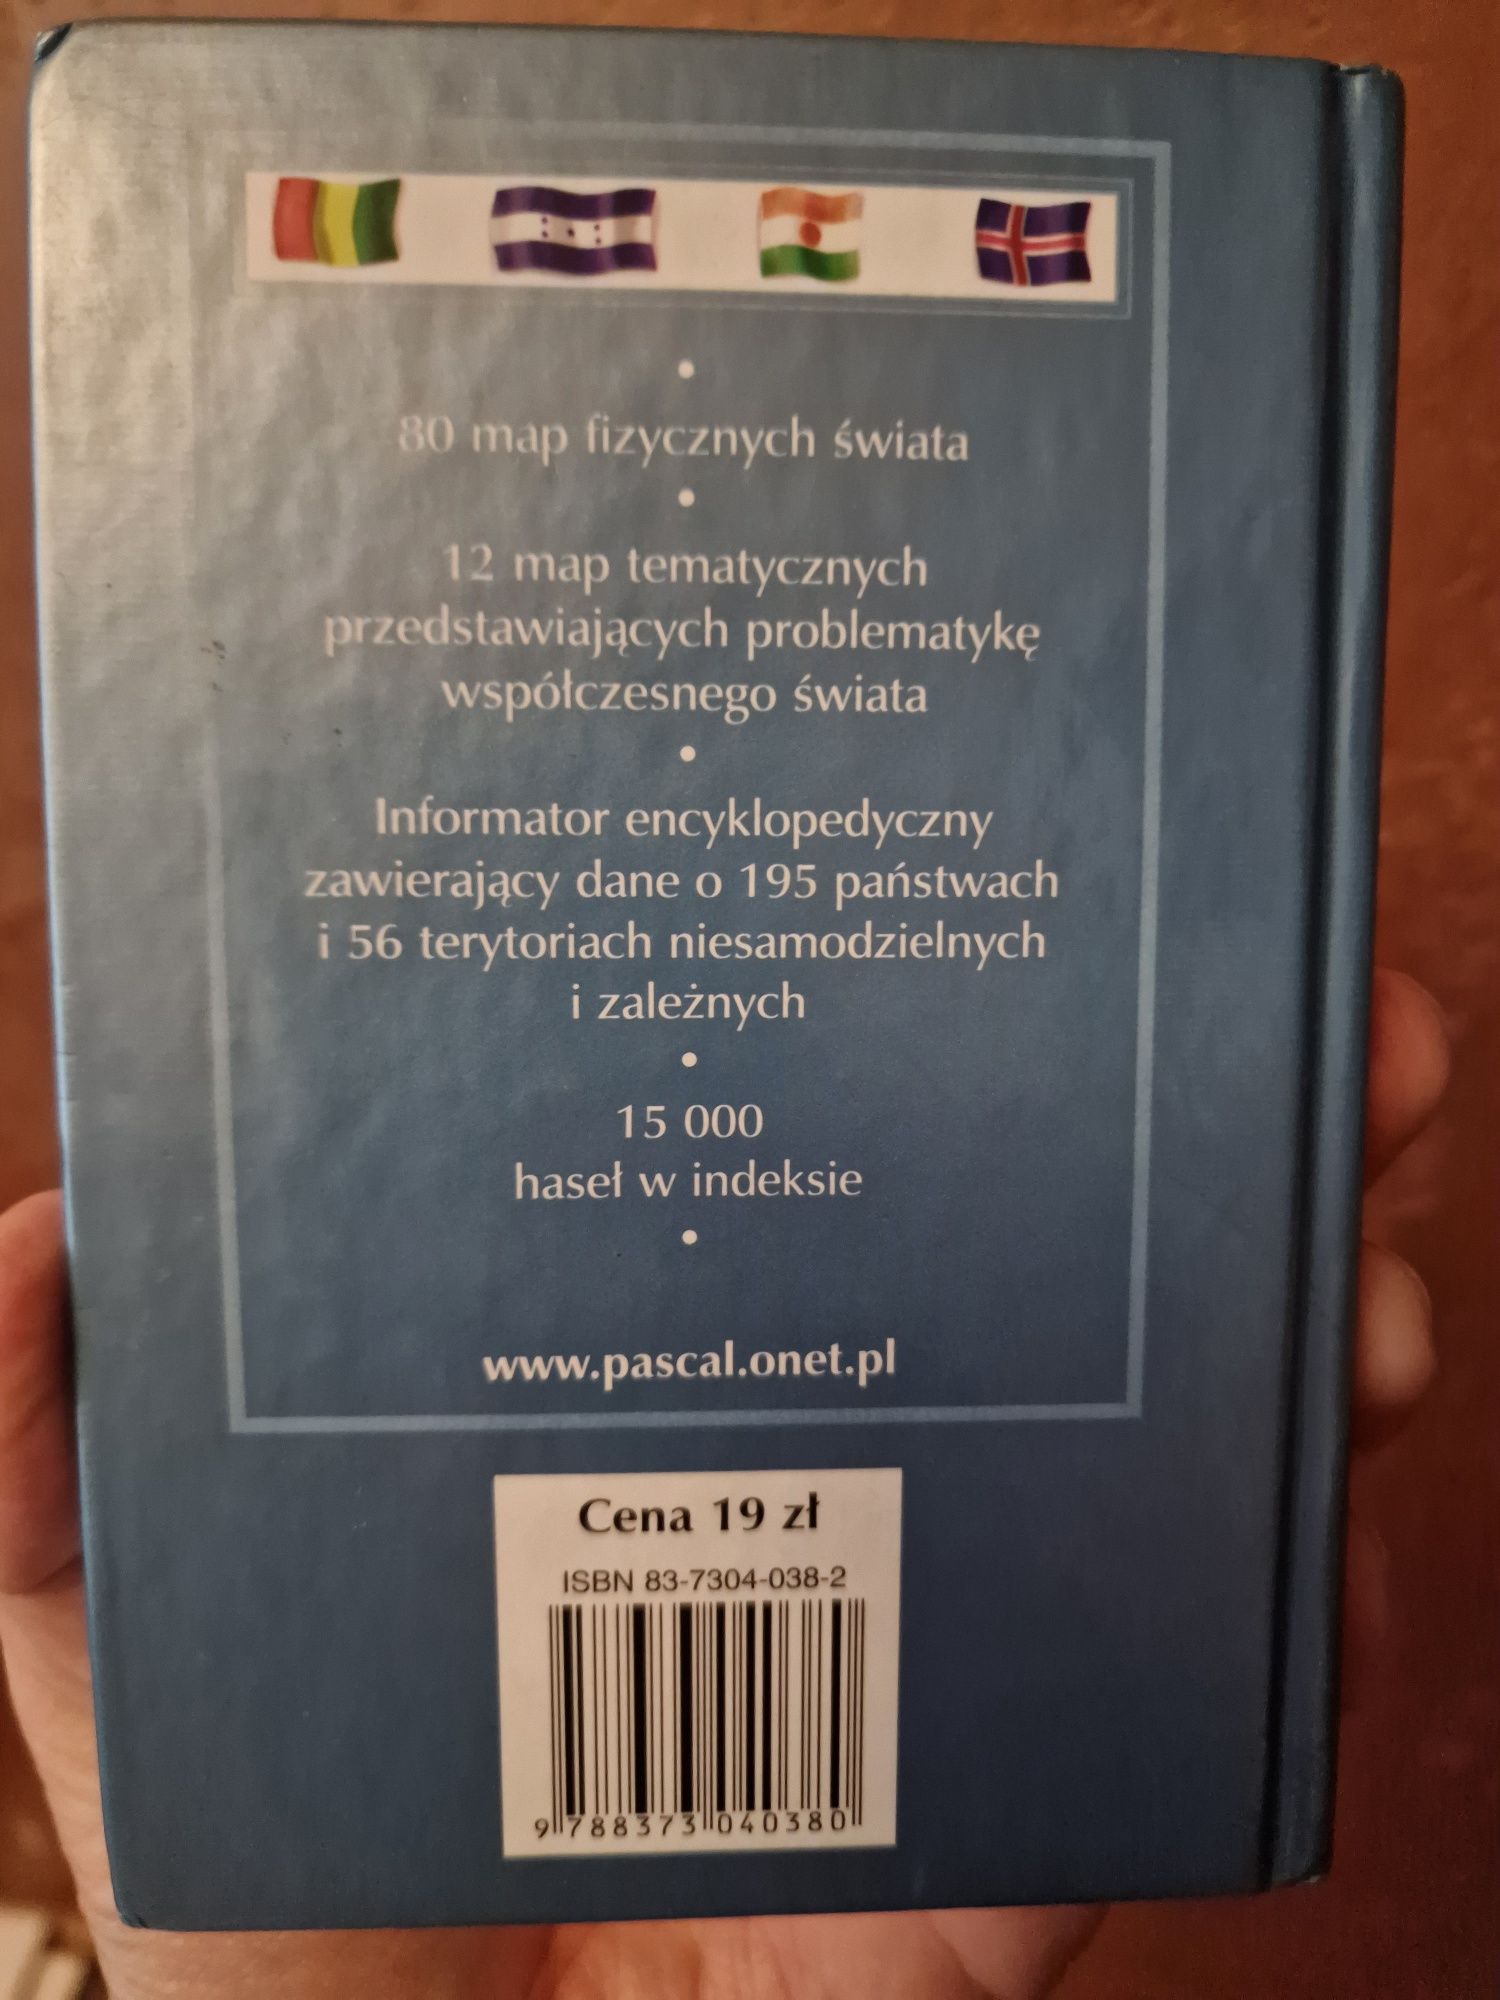 80 map fizycznych świata
12 map tematycznych
przedstawiających problematykę
współczesnego świata
Informator encyklopedyczny
zawierający dane o 195 państwach
i 56 terytoriach niesamodzielnych
i zależnych
15 000
haseł w indeksie
www.pascal.onet.pl
Cena 19 zł
ISBN 83-7304-038-2
9 788373 040380